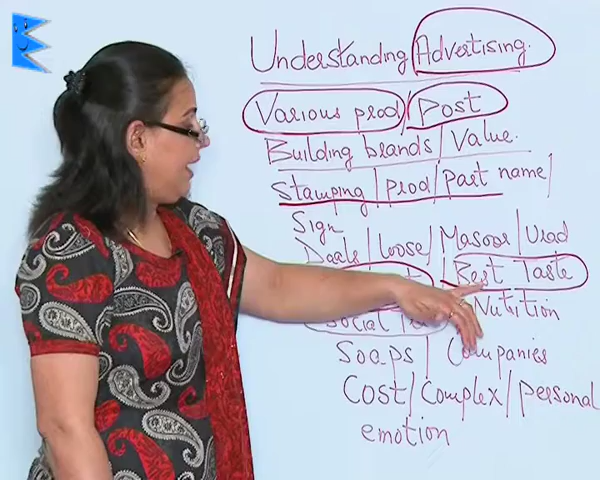 Understanding Advertising.
Various prod/Post
Building brands/Value.
Stamping/prod/Part name/
Sign
Daals/loose/Masoor/Urad
/Best Taste
Social Nutrition
Soaps/Companies
Cost/Complex/personal
emotion